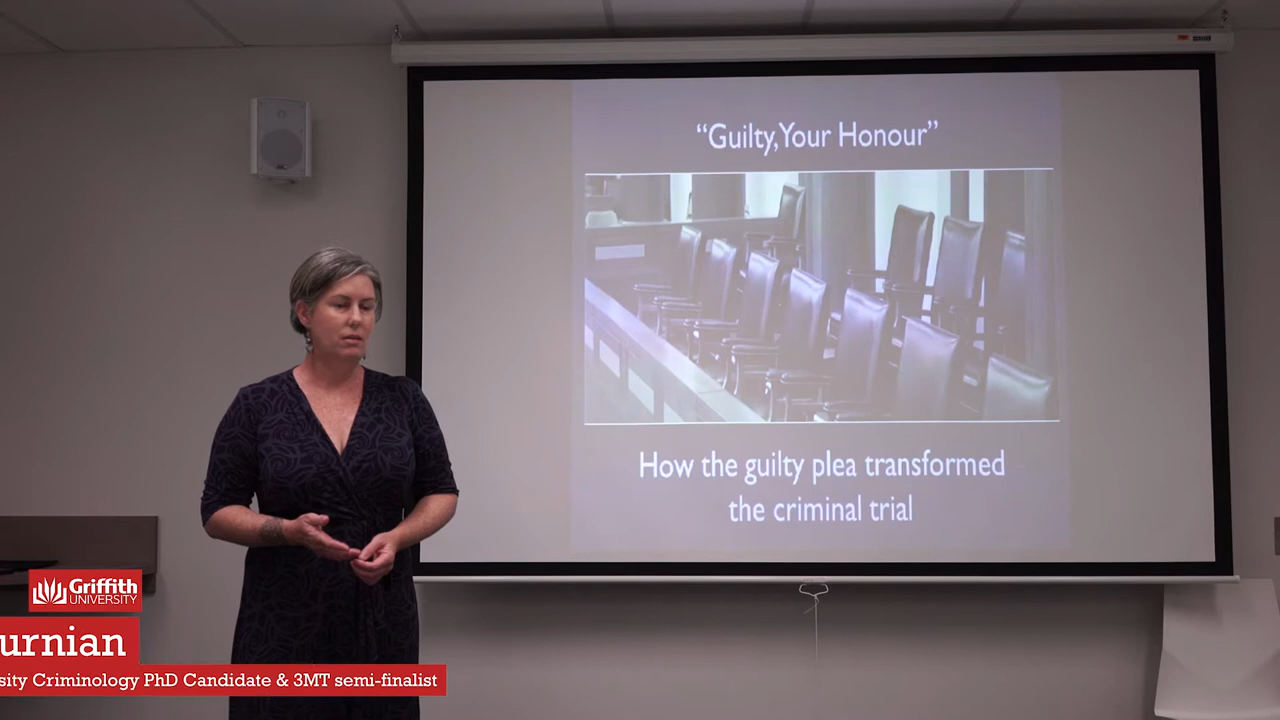 “Guilty, Your Honour”
How the guilty plea transformed
the criminal trial
Griffith
UNIVERSITY
urnian
sity Criminology PhD Candidate & 3MT semi-finalist